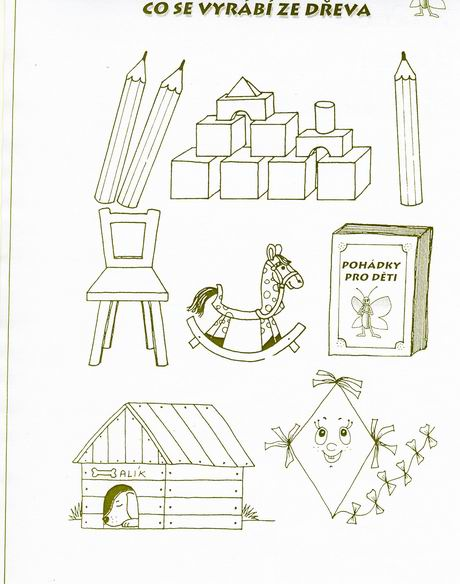 CO SE VYRÁBÍ ZE DŘEVA
POHÁDKY
PRO DĚTI
ALÍK